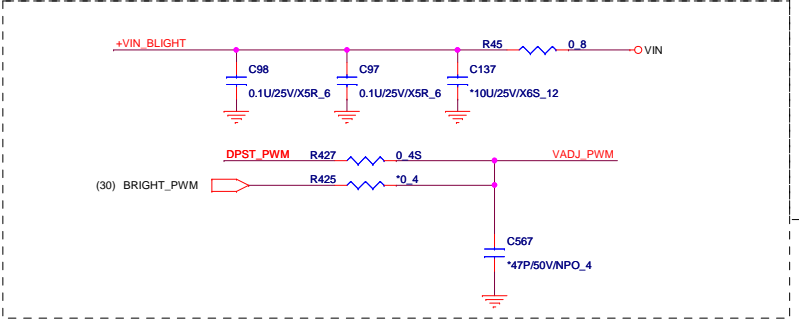 +VIN_BLIGHT
R45 0_8 VIN
C98 C97 C137
0.1U/25V/X5R_6 0.1U/25V/X5R_6 *10U/25V/X6S_12
DPST_PWM R427 0_4S VADJ_PWM
(30) BRIGHT_PWM R425 *0_4
C567
*47P/50V/NPO_4